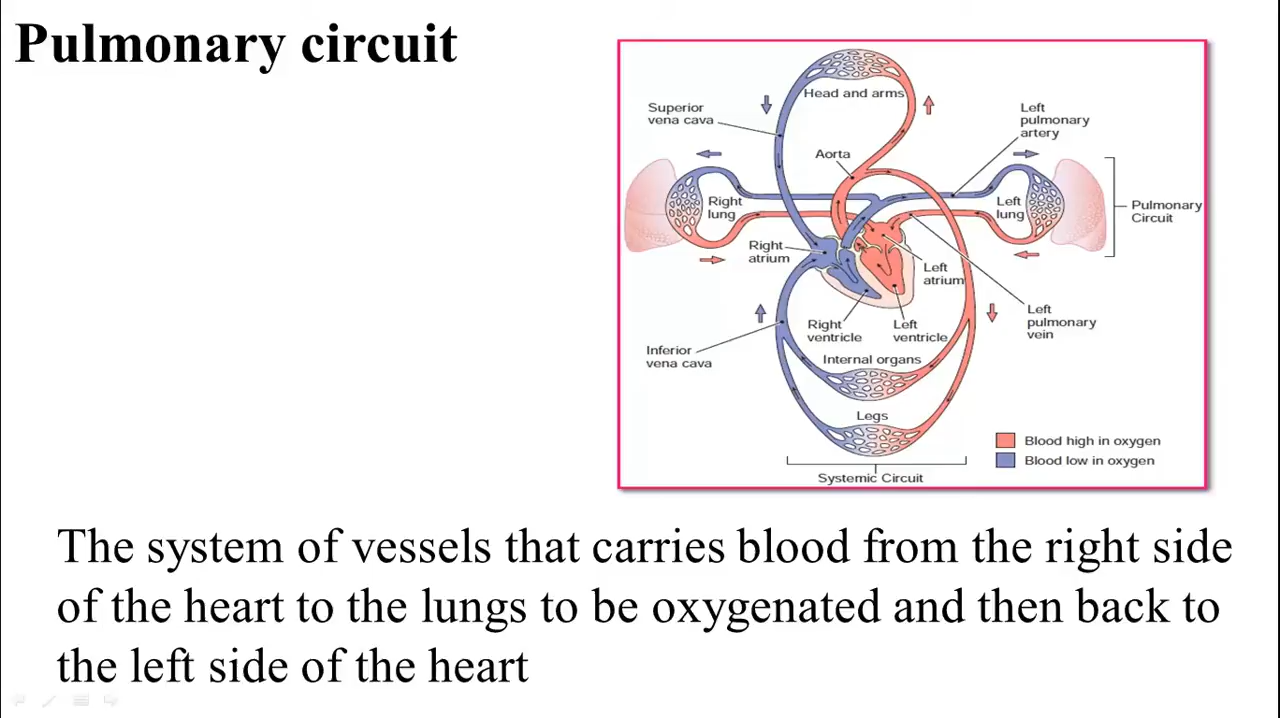 Pulmonary circuit
Head and arms
Superior
vena cava
Left
pulmonary
artery
Aorta
Right
lung
Left
lung
Pulmonary
Circuit
Right
atrium
Left
atrium
Right
ventricle
Left
ventricle
Left
pulmonary
vein
Inferior
vena cava
Internal organs
Legs
Blood high in oxygen
Blood low in oxygen
Systemic Circuit
The system of vessels that carries blood from the right side
of the heart to the lungs to be oxygenated and then back to
the left side of the heart